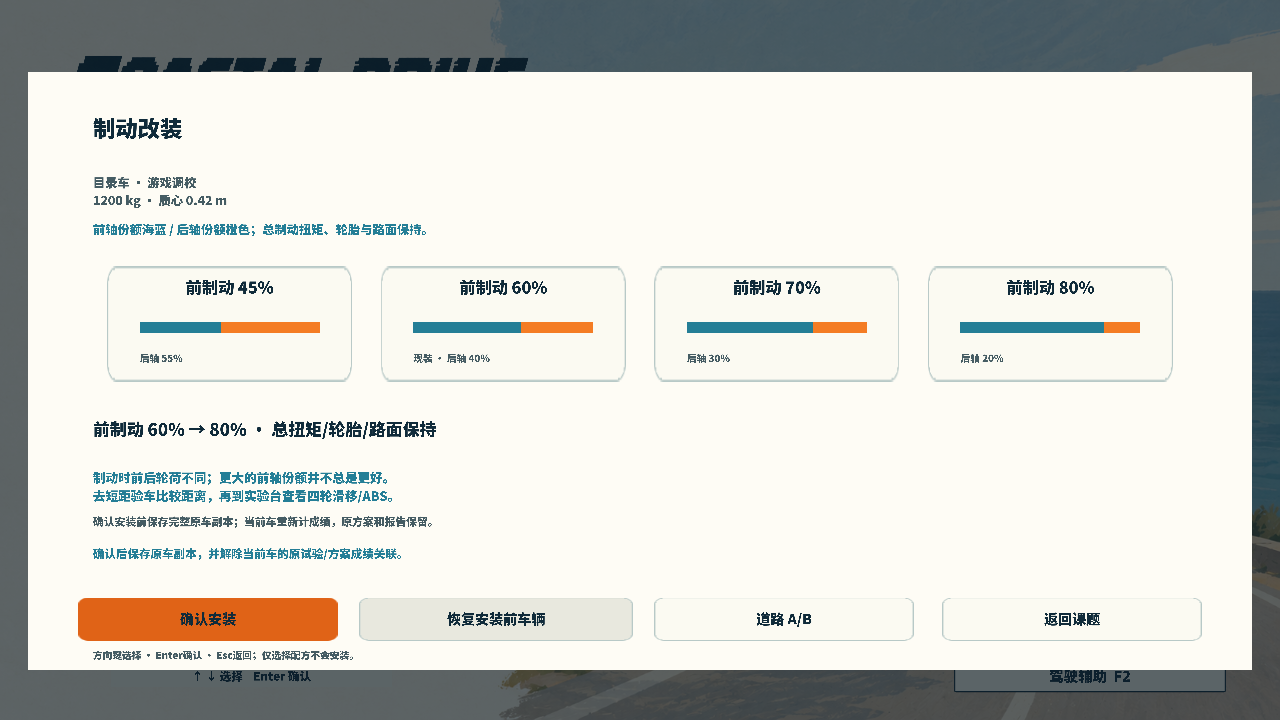 制动改装
目录车 · 游戏调校
1200 kg · 质心 0.42 m
前轴份额海蓝 / 后轴份额橙色；总制动扭矩、轮胎与路面保持。
前制动 45%
后轴 55%
前制动 60%
现装 · 后轴 40%
前制动 70%
后轴 30%
前制动 80%
后轴 20%
前制动 60% → 80% · 总扭矩/轮胎/路面保持
制动时前后轮荷不同；更大的前轴份额并不总是更好。
去短距验车比较距离，再到实验台查看四轮滑移/ABS。
确认安装前保存完整原车副本；当前车重新计成绩，原方案和报告保留。
确认后保存原车副本，并解除当前车的原试验/方案成绩关联。
确认安装
恢复安装前车辆
道路 A/B
返回课题
方向键选择 · Enter确认 · Esc返回；仅选择配方不会安装。
↑ ↓ 选择 Enter 确认
驾驶辅助 F2